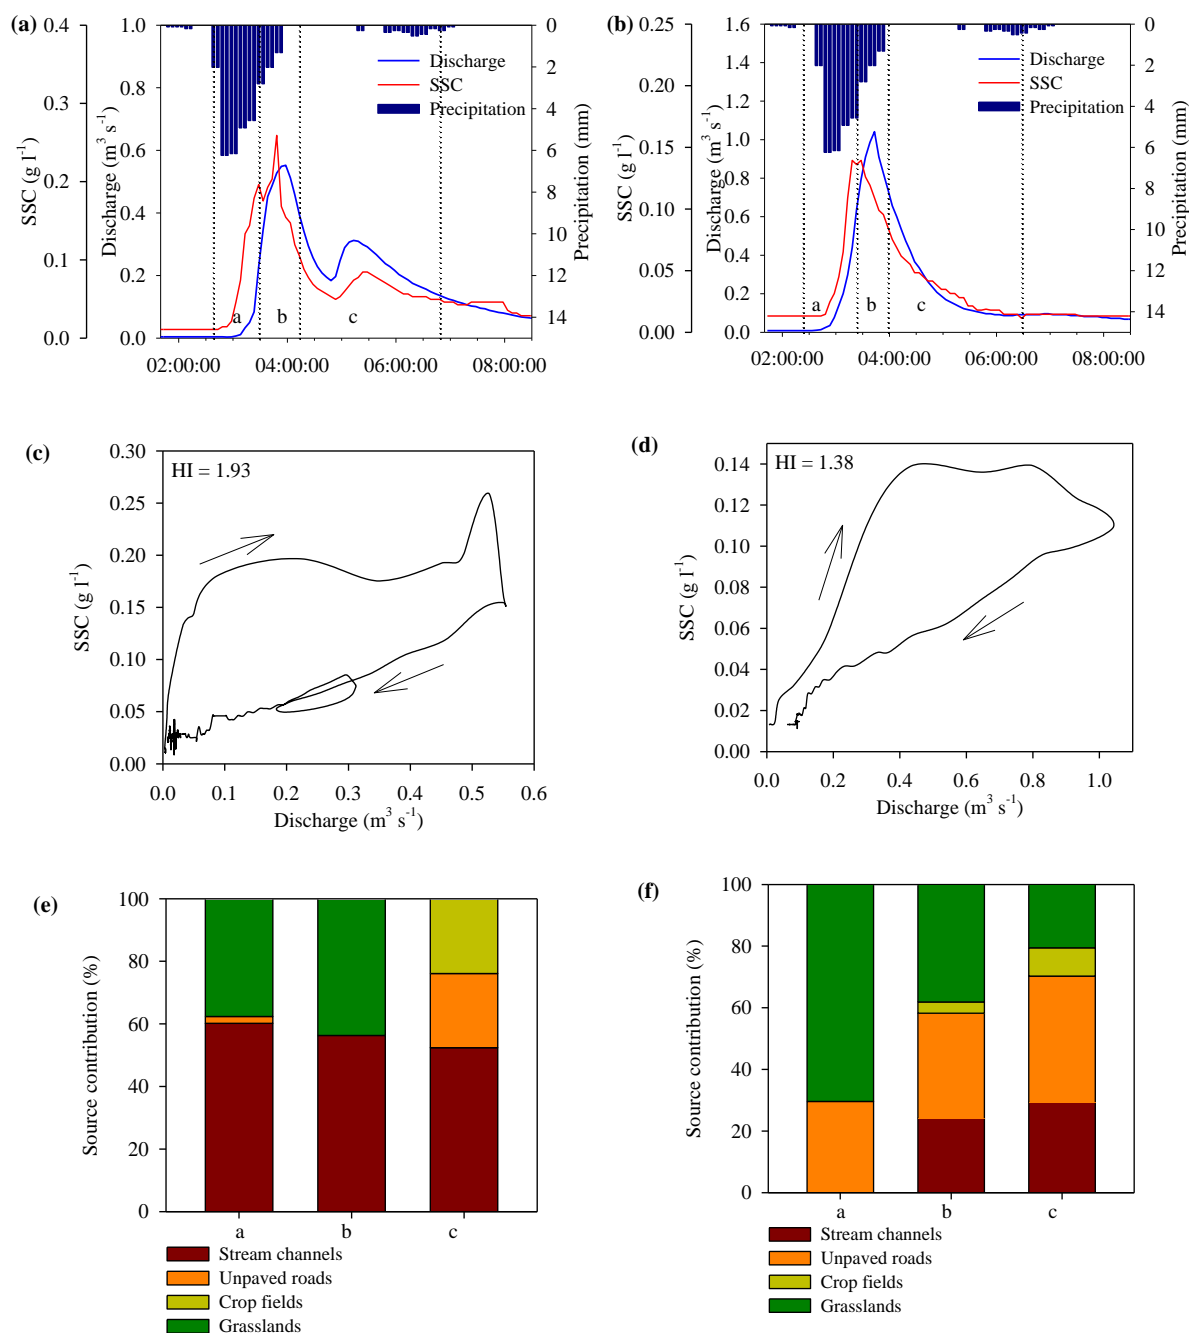 (a)
0.4
0.3
0.2
0.1
0.0
SSC (g l-1)
1.0
0.8
0.6
0.4
0.2
0.0
Discharge (m3 s-1)
Discharge
SSC
Precipitation
a
b
c
0
2
4
6
8
10
12
14
Precipitation (mm)
02:00:00
04:00:00
06:00:00
08:00:00
(b)
0.25
0.20
0.15
0.10
0.05
0.00
SSC (g l-1)
1.6
1.4
1.2
1.0
0.8
0.6
0.4
0.2
0.0
Discharge (m3 s-1)
Discharge
SSC
Precipitation
a
b
c
0
2
4
6
8
10
12
14
Precipitation (mm)
02:00:00
04:00:00
06:00:00
08:00:00
(c)
HI = 1.93
0.30
0.25
0.20
0.15
0.10
0.05
0.00
SSC (g l-1)
0.0
0.1
0.2
0.3
0.4
0.5
0.6
Discharge (m3 s-1)
(d)
HI = 1.38
0.14
0.12
0.10
0.08
0.06
0.04
0.02
0.00
SSC (g l-1)
0.0
0.2
0.4
0.6
0.8
1.0
Discharge (m3 s-1)
(e)
100
80
60
40
20
0
Source contribution (%)
a
b
c
Stream channels
Unpaved roads
Crop fields
Grasslands
(f)
100
80
60
40
20
0
Source contribution (%)
a
b
c
Stream channels
Unpaved roads
Crop fields
Grasslands